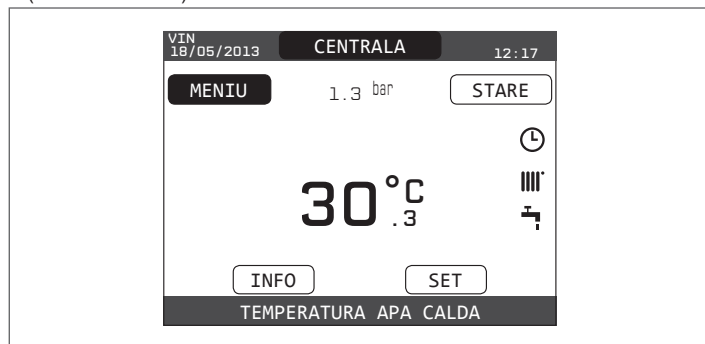 VIN
18/05/2013 CENTRALA 12:17
MENIU 1.3 bar STARE
30.3 °C
INFO SET
TEMPERATURA APA CALDA